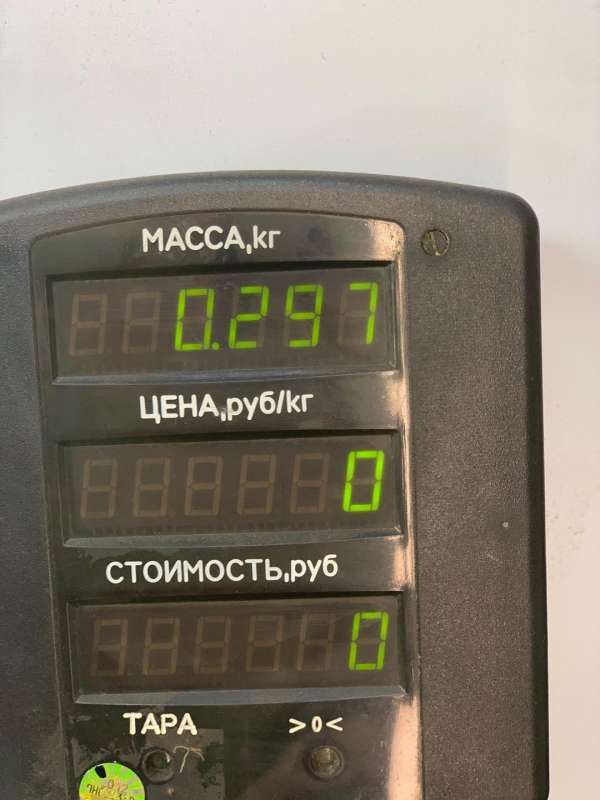 МАССА,кг
0.297
ЦЕНА,руб/кг
0
СТОИМОСТЬ,руб
0
ТАРА >0<